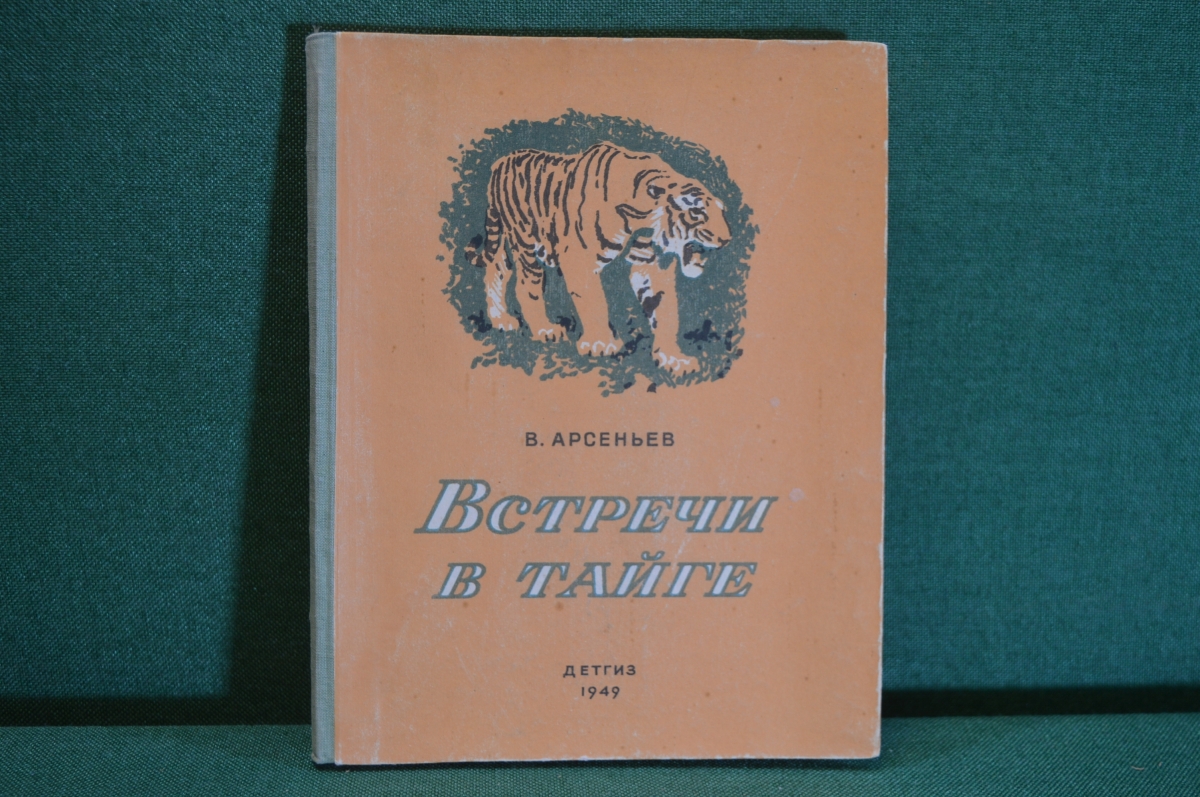 В. АРСЕНЬЕВ
ВСТРЕЧИ
В ТАЙГЕ
ДЕТГИЗ
1949